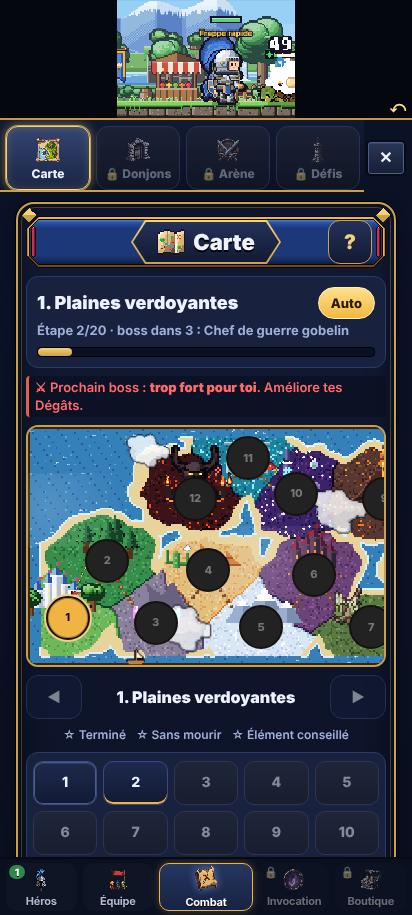 Frappe rapide
49
Carte
Donjons
Arène
Défis
×
Carte
?
1. Plaines verdoyantes
Auto
Étape 2/20 · boss dans 3 : Chef de guerre gobelin
Prochain boss : trop fort pour toi. Améliore tes
Dégâts.
11
12
10
2
4
6
1
3
5
7
◀ 1. Plaines verdoyantes ▶
☆ Terminé ☆ Sans mourir ☆ Élément conseillé
1 2 3 4 5
6 7 8 9 10
1
Héros
Équipe
Combat
Invocation
Boutique